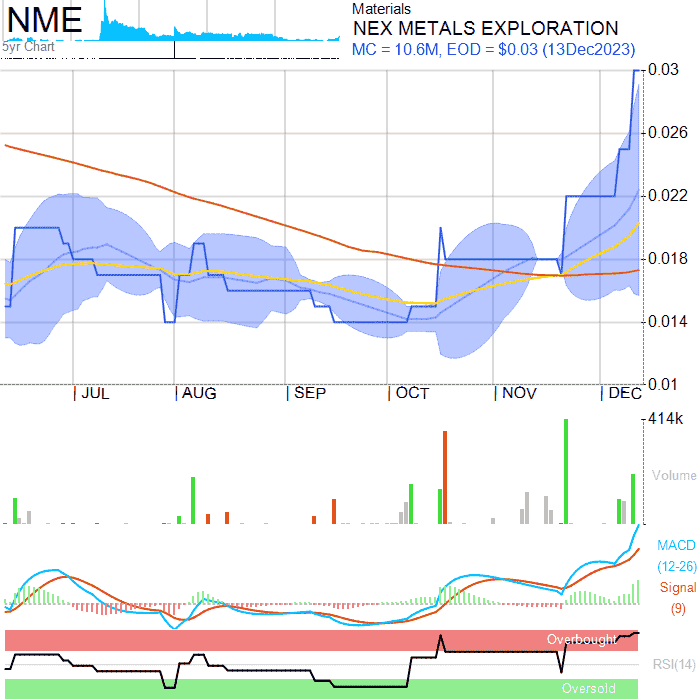 NME
5yr Chart
Materials
NEX METALS EXPLORATION
MC = 10.6M, EOD = $0.03 (13Dec2023)
0.03
0.026
0.022
0.018
0.014
0.01
JUL
AUG
SEP
OCT
NOV
DEC
414k
Volume
MACD
(12-26)
Signal
(9)
Overbought
RSI(14)
Oversold